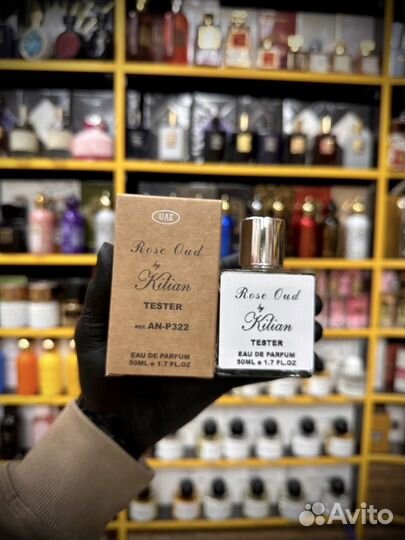 UAE
Rose Oud
by
Kilian
TESTER
REF. AN-P322
EAU DE PARFUM
50ML e 1.7 FL.OZ
Rose Oud
by
Kilian
TESTER
EAU DE PARFUM
50ML e 1.7 FL.OZ
Avito